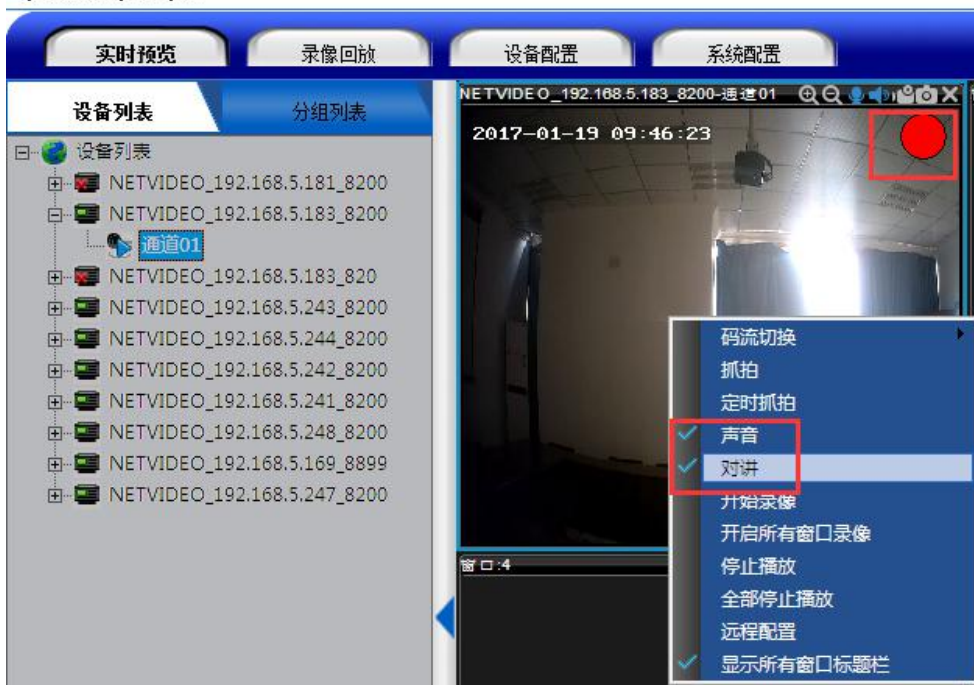 实时预览
录像回放
设备配置
系统配置
设备列表
分组列表
设备列表
NETVIDEO_192.168.5.181_8200
NETVIDEO_192.168.5.183_8200
通道01
NETVIDEO_192.168.5.183_820
NETVIDEO_192.168.5.243_8200
NETVIDEO_192.168.5.244_8200
NETVIDEO_192.168.5.242_8200
NETVIDEO_192.168.5.241_8200
NETVIDEO_192.168.5.248_8200
NETVIDEO_192.168.5.169_8899
NETVIDEO_192.168.5.247_8200
NETVIDEO_192.168.5.183_8200-通道01
2017-01-19 09:46:23
码流切换
抓拍
定时抓拍
声音
对讲
开始录像
开启所有窗口录像
停止播放
全部停止播放
远程配置
显示所有窗口标题栏
窗口:4